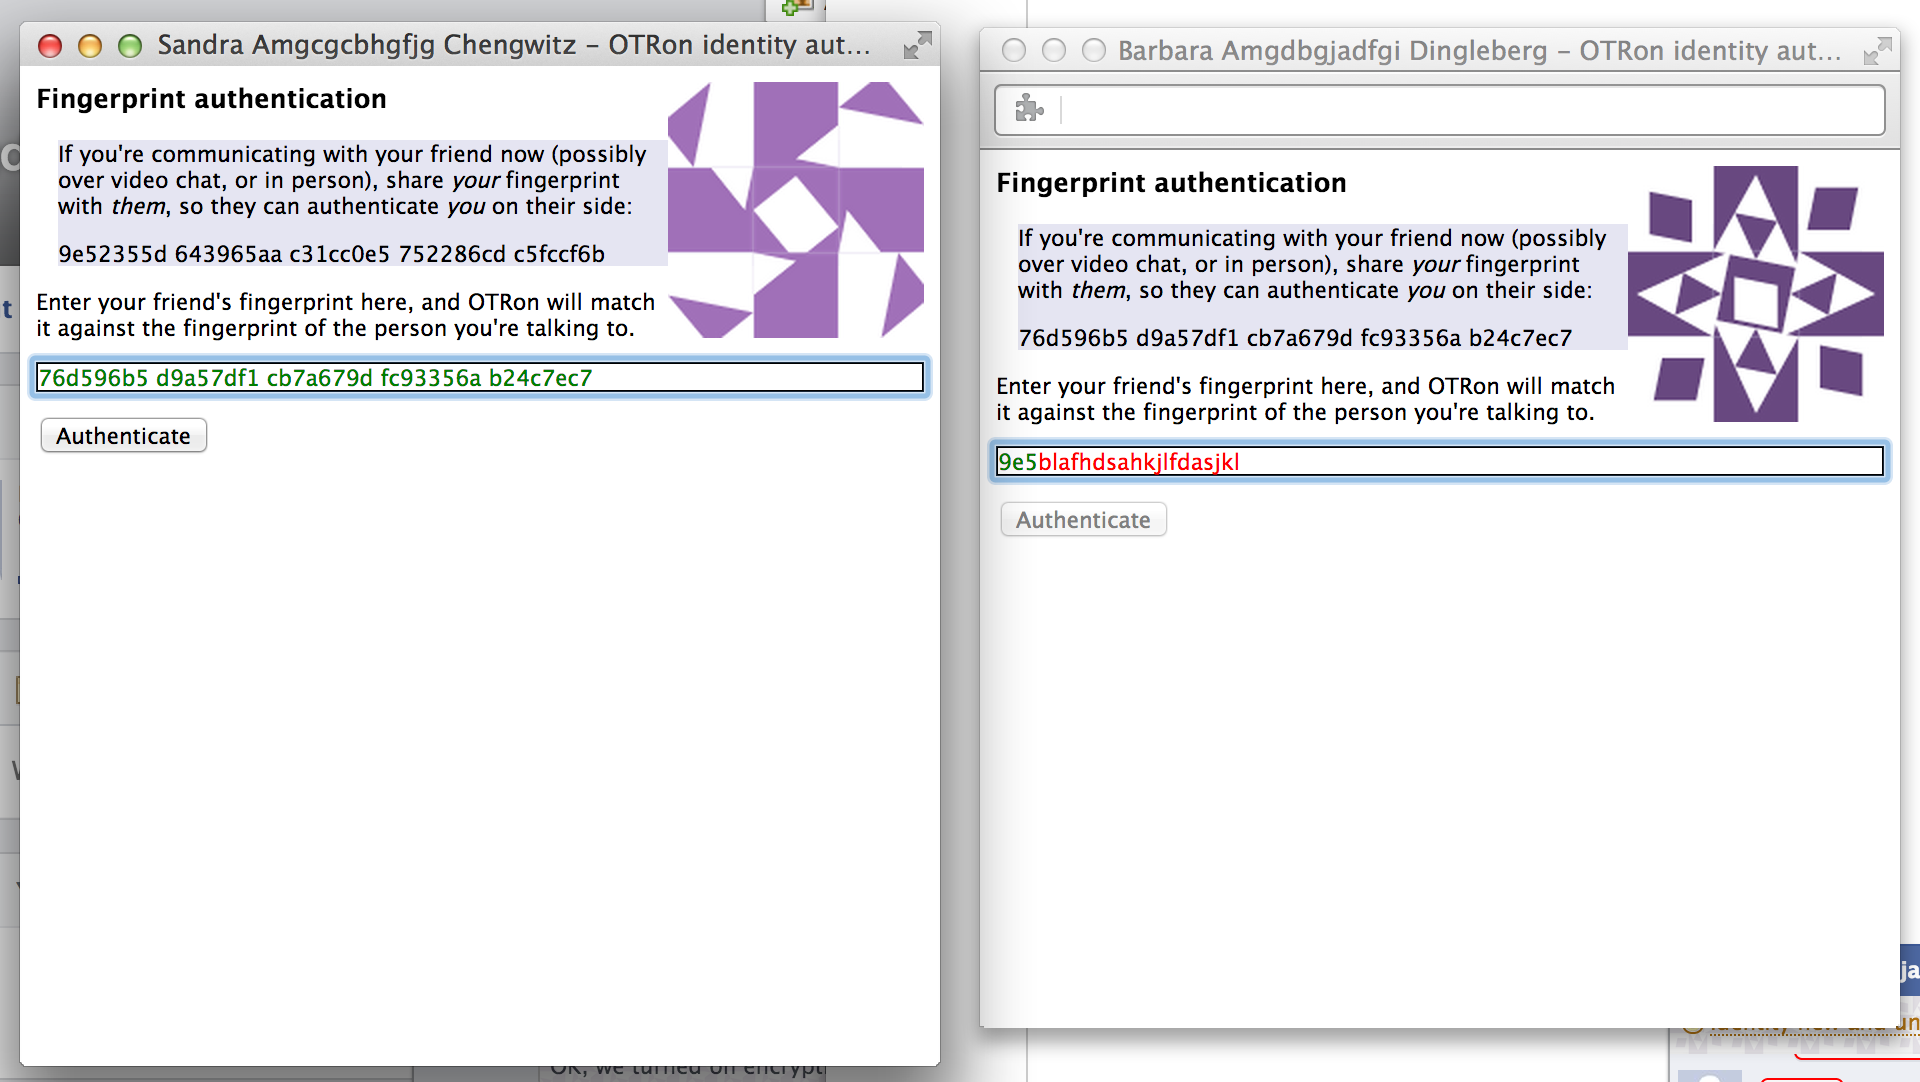 Sandra Amgcgcbhgfjg Chengwitz – OTRon identity aut...
Fingerprint authentication
If you're communicating with your friend now (possibly
over video chat, or in person), share your fingerprint
with them, so they can authenticate you on their side:
9e52355d 643965aa c31cc0e5 752286cd c5fccf6b
Enter your friend's fingerprint here, and OTRon will match
it against the fingerprint of the person you're talking to.
76d596b5 d9a57df1 cb7a679d fc93356a b24c7ec7
Authenticate
Barbara Amgdbgjadfgi Dingleberg – OTRon identity aut...
Fingerprint authentication
If you're communicating with your friend now (possibly
over video chat, or in person), share your fingerprint
with them, so they can authenticate you on their side:
76d596b5 d9a57df1 cb7a679d fc93356a b24c7ec7
Enter your friend's fingerprint here, and OTRon will match
it against the fingerprint of the person you're talking to.
9e5blafhdsahkjlfdasjkl
Authenticate
ja
OK, we turned on encrypt